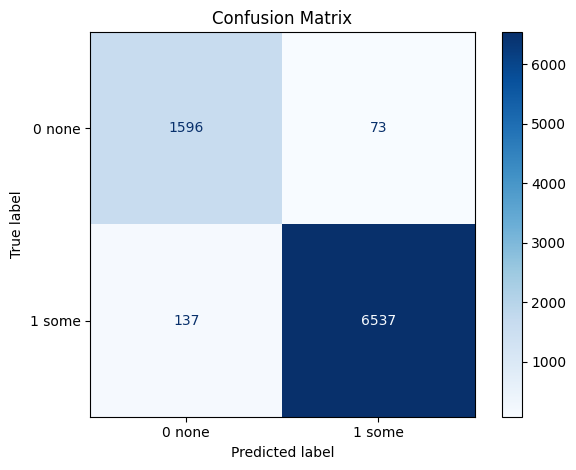 Confusion Matrix
True label
0 none
1 some
1596
73
137
6537
0 none
1 some
Predicted label
6000
5000
4000
3000
2000
1000